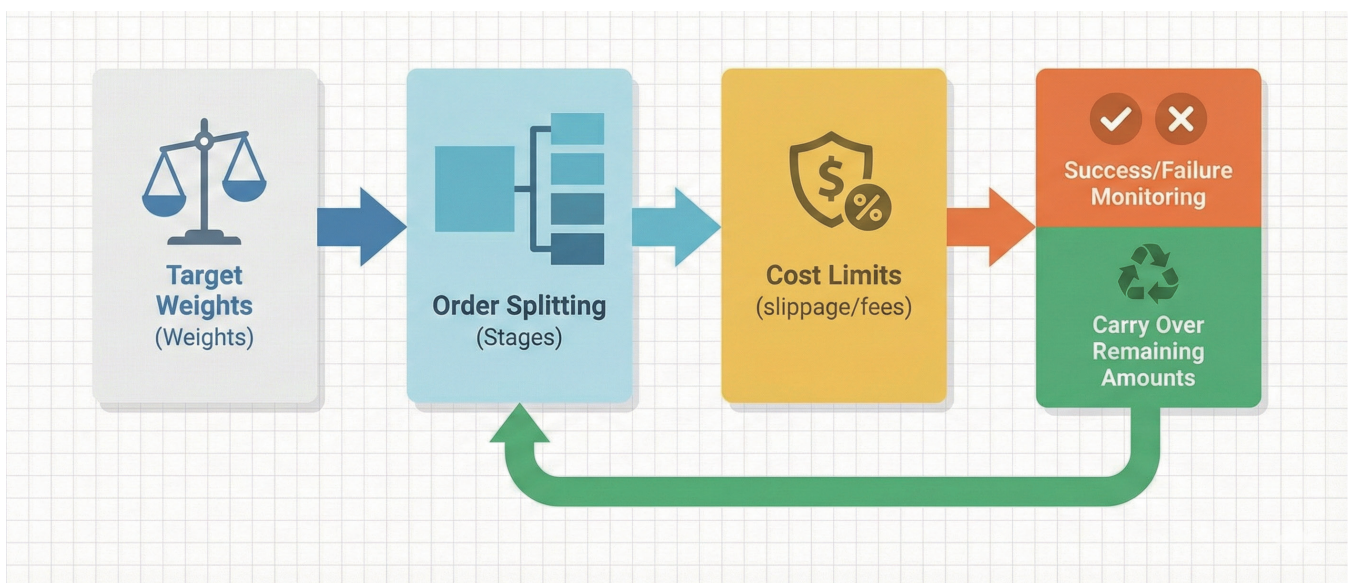 Target
Weights
(Weights)
Order Splitting
(Stages)
$
%
Cost Limits
(slippage/fees)
Success/Failure
Monitoring
Carry Over
Remaining
Amounts